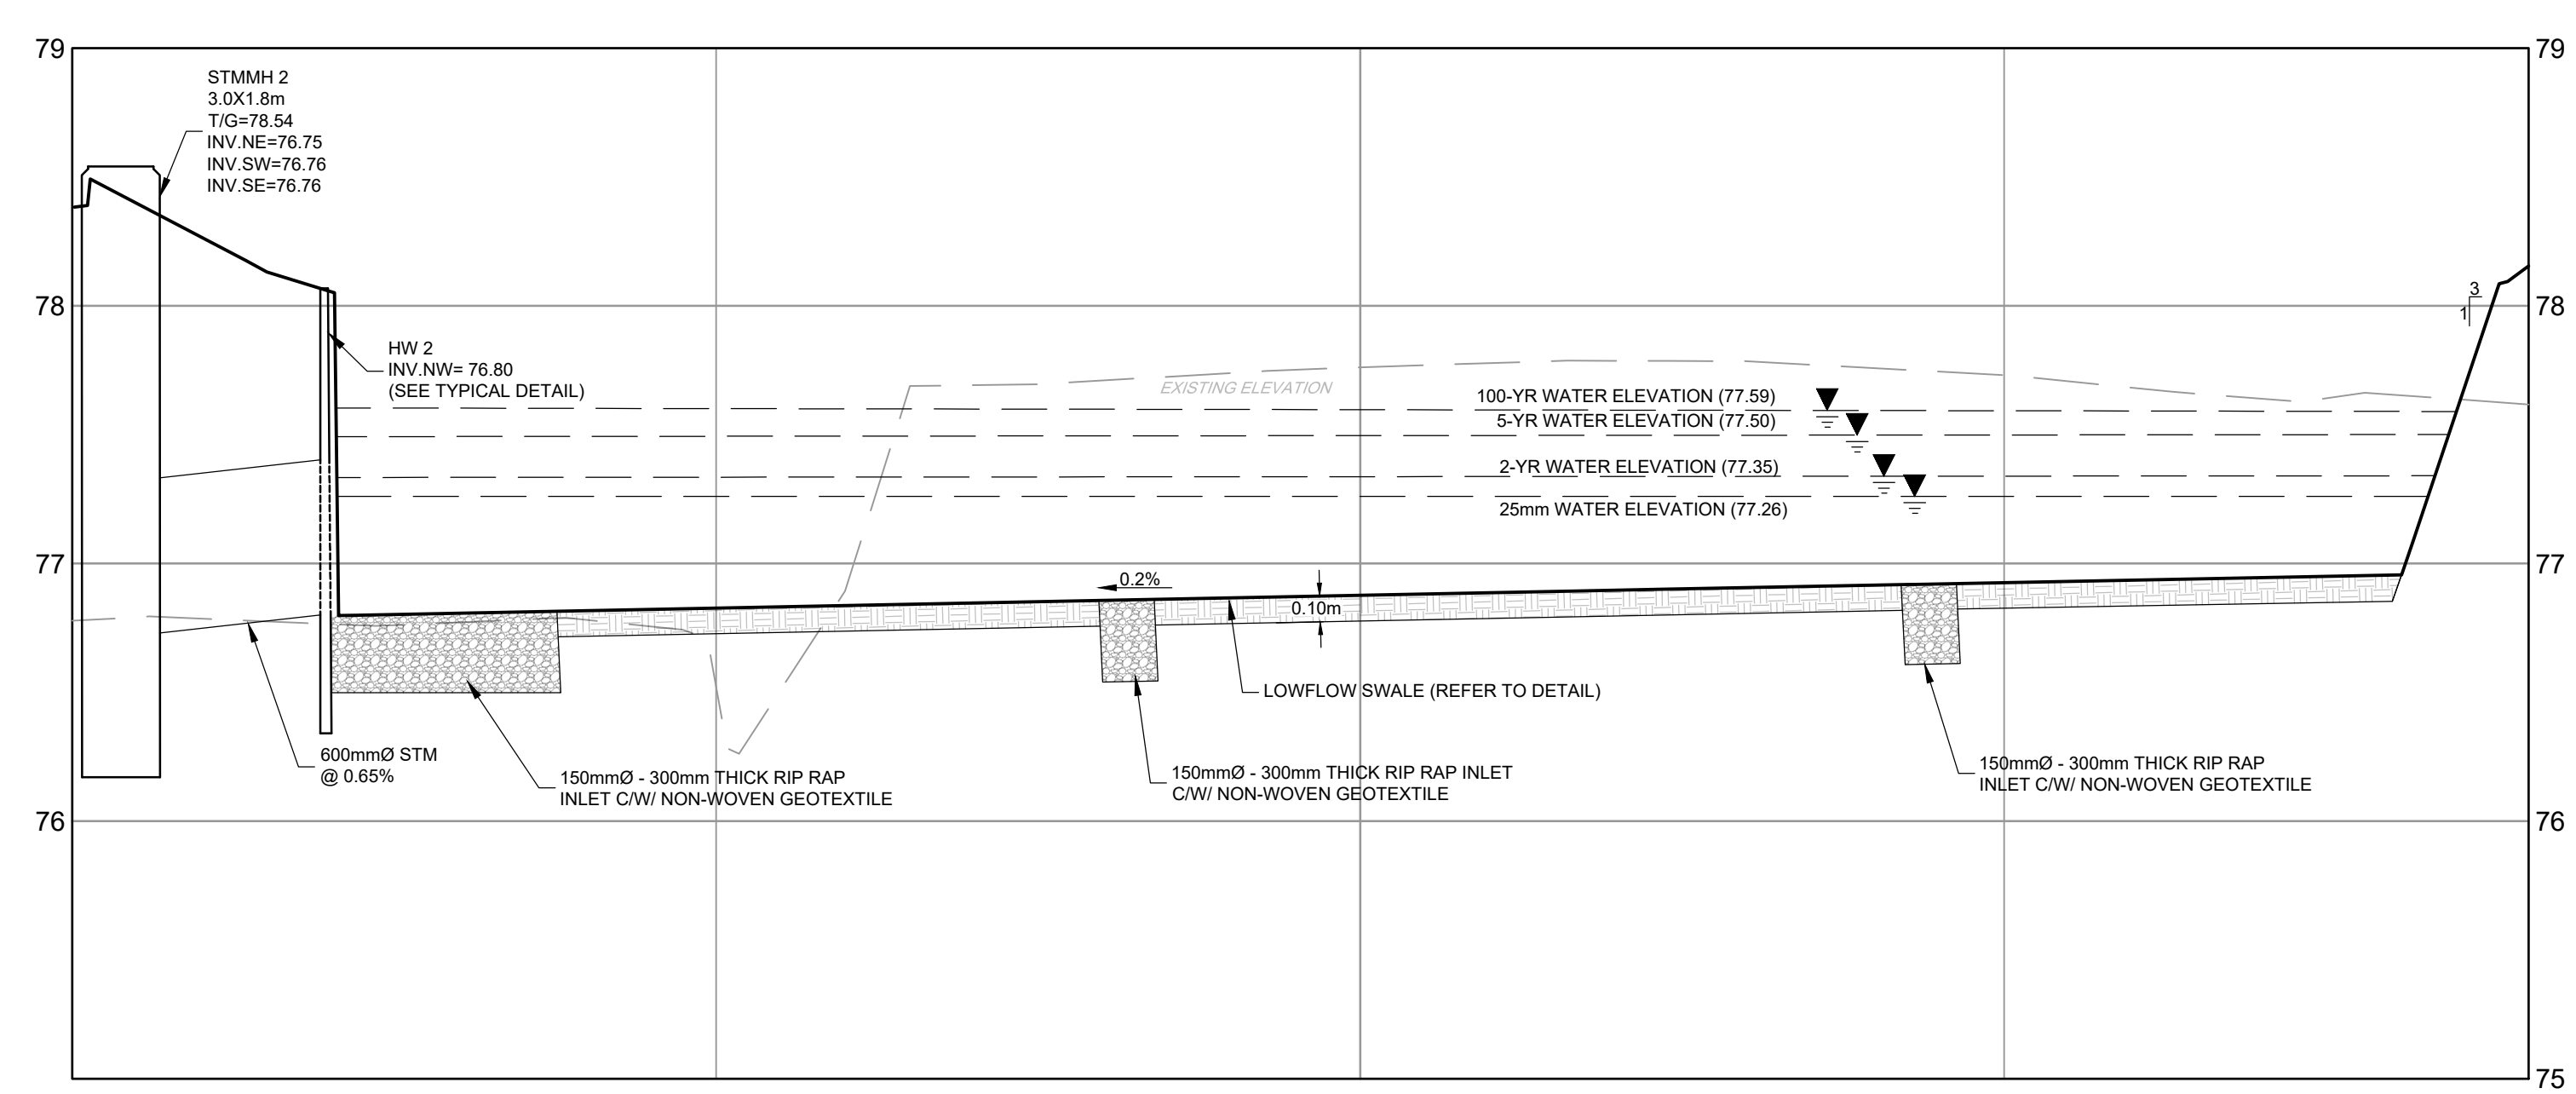 79
79
STMMH 2
3.0X1.8m
T/G=78.54
INV.NE=76.75
INV.SW=76.76
INV.SE=76.76
78
3
1
78
HW 2
INV.NW= 76.80
(SEE TYPICAL DETAIL)
EXISTING ELEVATION
100-YR WATER ELEVATION (77.59)
5-YR WATER ELEVATION (77.50)
2-YR WATER ELEVATION (77.35)
25mm WATER ELEVATION (77.26)
77
77
0.2%
0.10m
LOWFLOW SWALE (REFER TO DETAIL)
600mmØ STM
@ 0.65%
150mmØ - 300mm THICK RIP RAP
INLET C/W/ NON-WOVEN GEOTEXTILE
150mmØ - 300mm THICK RIP RAP INLET
C/W/ NON-WOVEN GEOTEXTILE
150mmØ - 300mm THICK RIP RAP
INLET C/W/ NON-WOVEN GEOTEXTILE
76
76
75